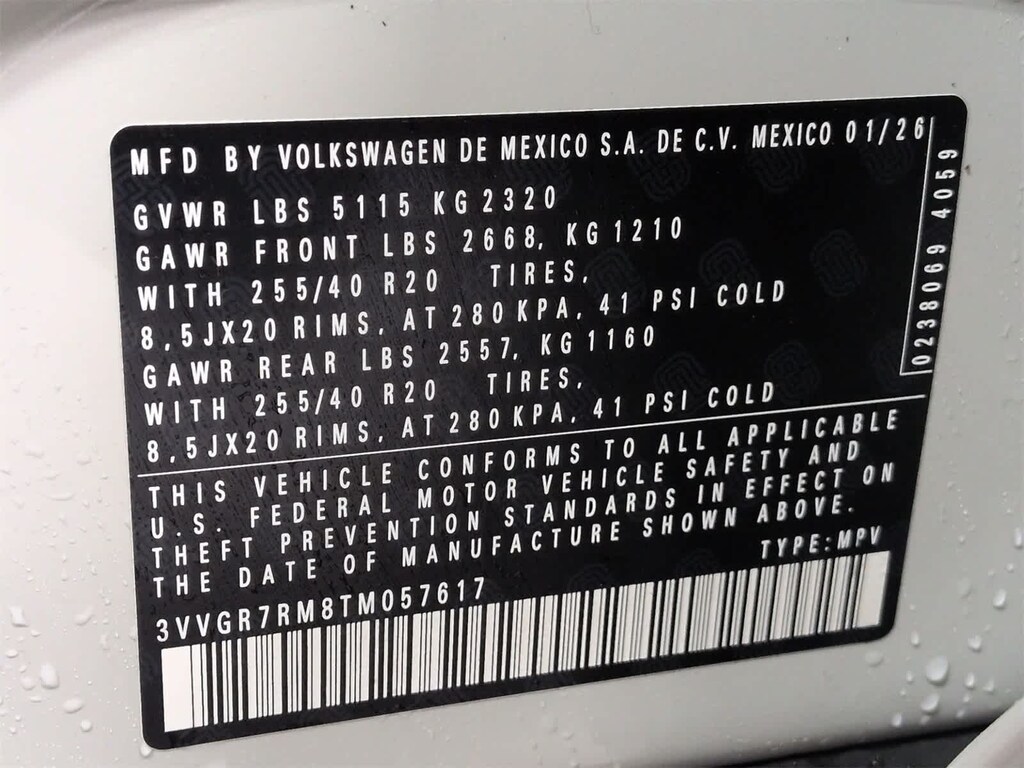 MFD BY VOLKSWAGEN DE MEXICO S.A. DE C.V. MEXICO 01/26
GVWR LBS 5115 KG 2320
GAWR FRONT LBS 2668, KG 1210
WITH 255/40 R20 TIRES,
8,5JX20 RIMS, AT 280 KPA, 41 PSI COLD
GAWR REAR LBS 2557, KG 1160
WITH 255/40 R20 TIRES,
8,5JX20 RIMS, AT 280 KPA, 41 PSI COLD
0238069 4059
THIS VEHICLE CONFORMS TO ALL APPLICABLE
U.S. FEDERAL MOTOR VEHICLE SAFETY AND
THEFT PREVENTION STANDARDS IN EFFECT ON
THE DATE OF MANUFACTURE SHOWN ABOVE.
TYPE:MPV
3VVGR7RM8TM057617